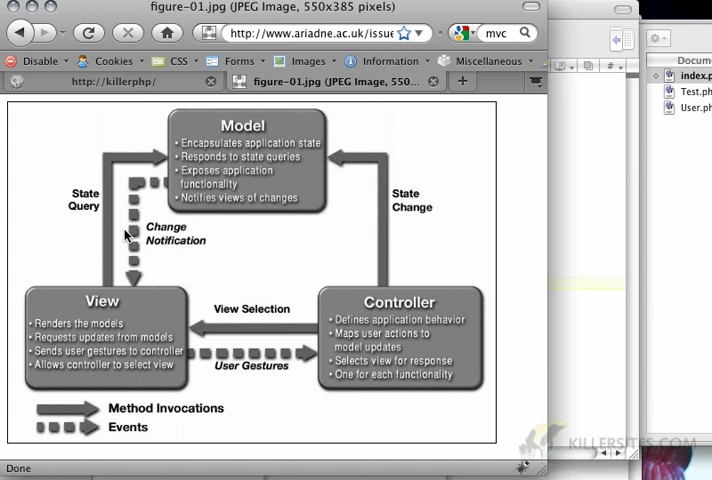 figure-01.jpg (JPEG Image, 550x385 pixels)
http://www.ariadne.ac.uk/issue
mvc
Disable
Cookies
CSS
Forms
Images
Information
Miscellaneous
http://killerphp/
figure-01.jpg (JPEG Image, 550...
Model
• Encapsulates application state
• Responds to state queries
• Exposes application
functionality
• Notifies views of changes
State
Query
Change
Notification
State
Change
View
• Renders the models
• Requests updates from models
• Sends user gestures to controller
• Allows controller to select view
View Selection
User Gestures
Controller
• Defines application behavior
• Maps user actions to
model updates
• Selects view for response
• One for each functionality
Method Invocations
Events
Done
Docum
index.p
Test.ph
User.ph
#
KILLERSITES.COM